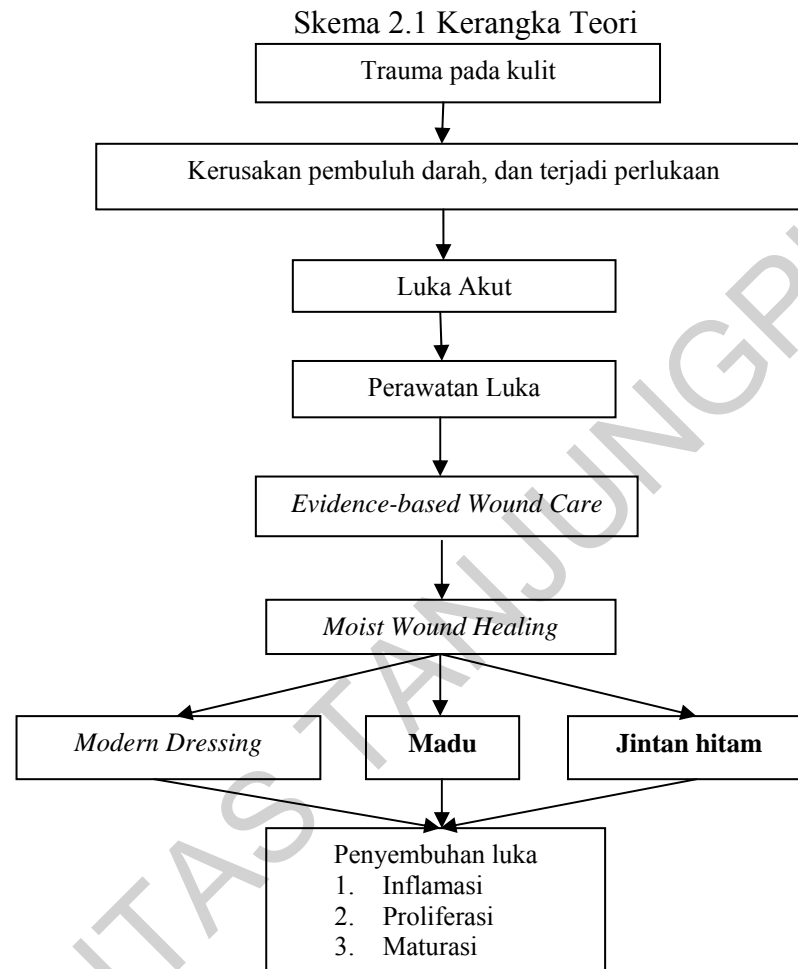 Skema 2.1 Kerangka Teori
Trauma pada kulit
Kerusakan pembuluh darah, dan terjadi perlukaan
Luka Akut
Perawatan Luka
Evidence-based Wound Care
Moist Wound Healing
Modern Dressing
Madu
Jintan hitam
Penyembuhan luka
1. Inflamasi
2. Proliferasi
3. Maturasi